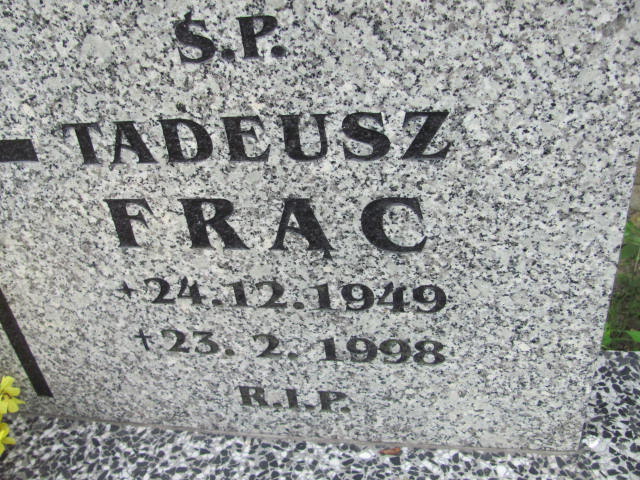 Ś.P.
TADEUSZ
FRĄC
*24.12.1949
+23.2.1998
R.I.P.